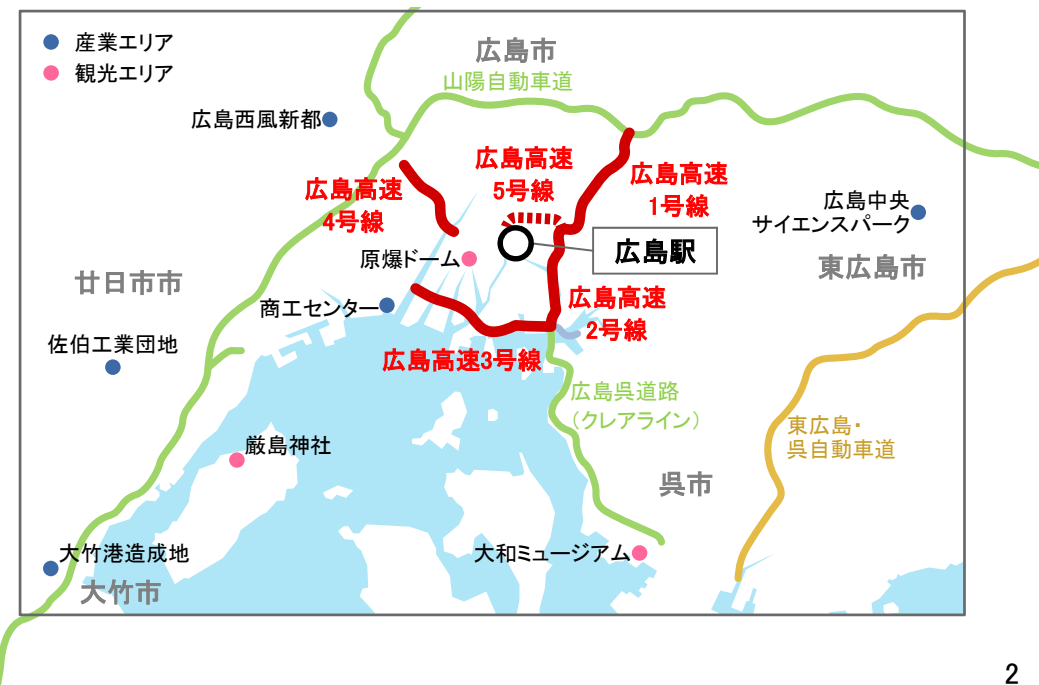 産業エリア
観光エリア
広島市
山陽自動車道
広島西風新都
広島高速
5号線
広島高速
4号線
広島高速
1号線
広島中央
サイエンスパーク
広島駅
原爆ドーム
東広島市
廿日市市
商工センター
広島高速
2号線
佐伯工業団地
広島高速3号線
広島呉道路
（クレアライン）
東広島・
呉自動車道
厳島神社
呉市
大竹港造成地
大和ミュージアム
大竹市
2